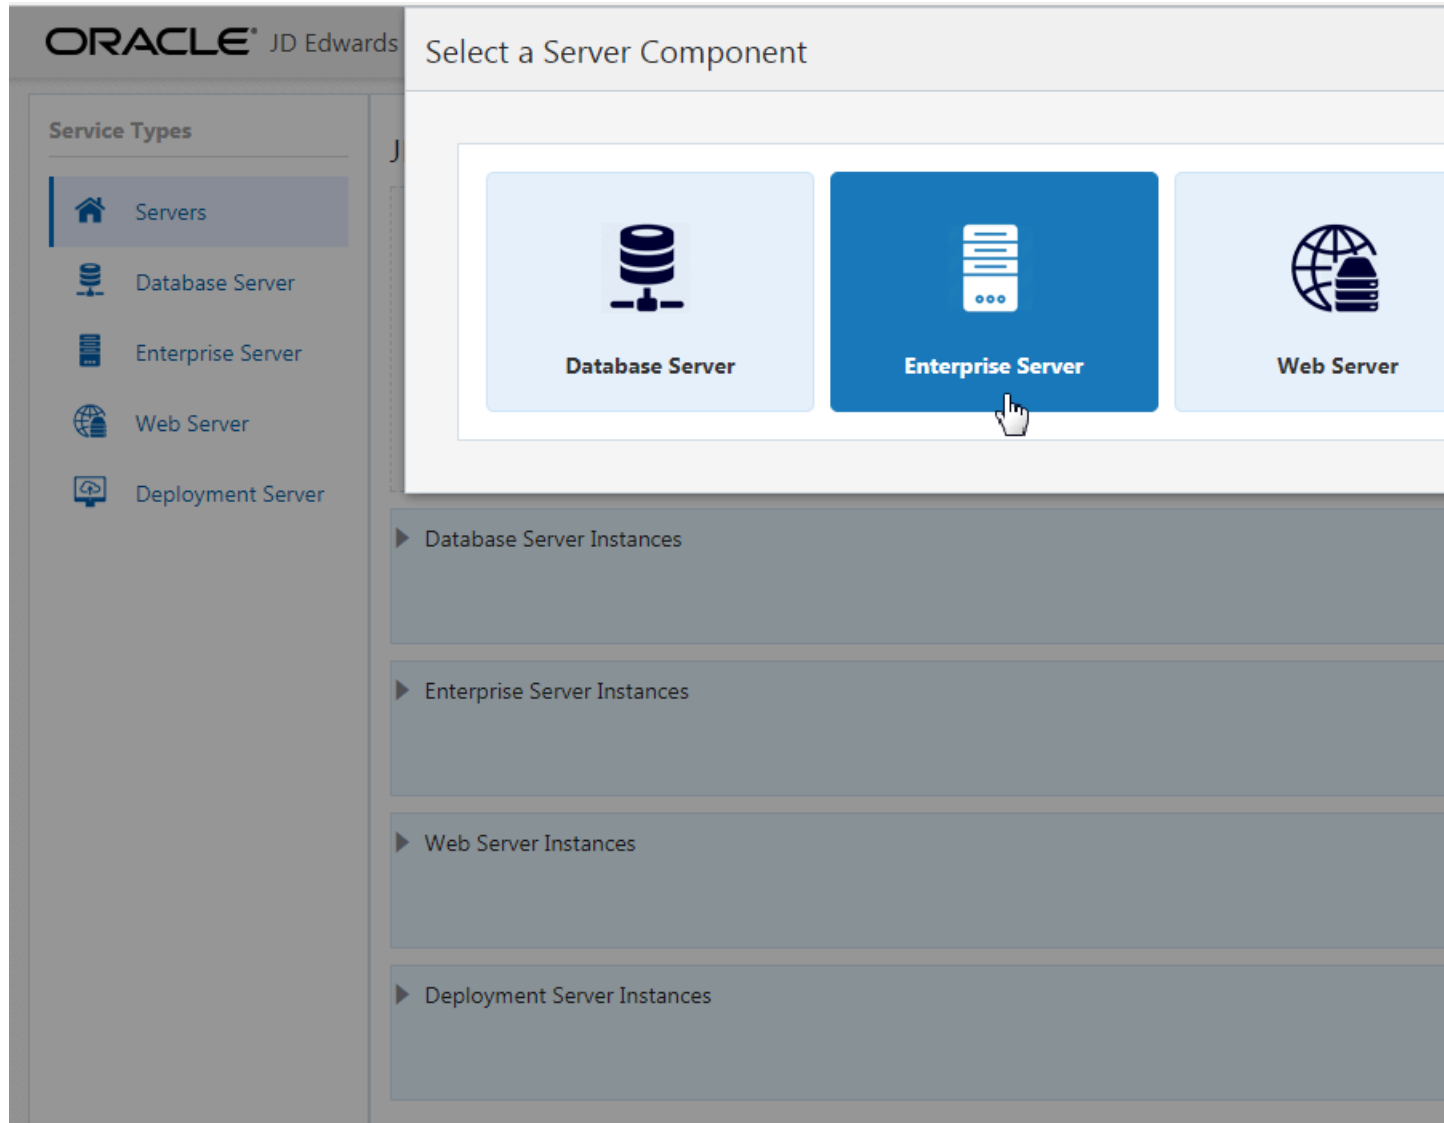 ORACLE® JD Edwards
Select a Server Component
Service Types
Servers
Database Server
Enterprise Server
Web Server
Deployment Server
J
Database Server
Enterprise Server
Web Server
Database Server Instances
Enterprise Server Instances
Web Server Instances
Deployment Server Instances